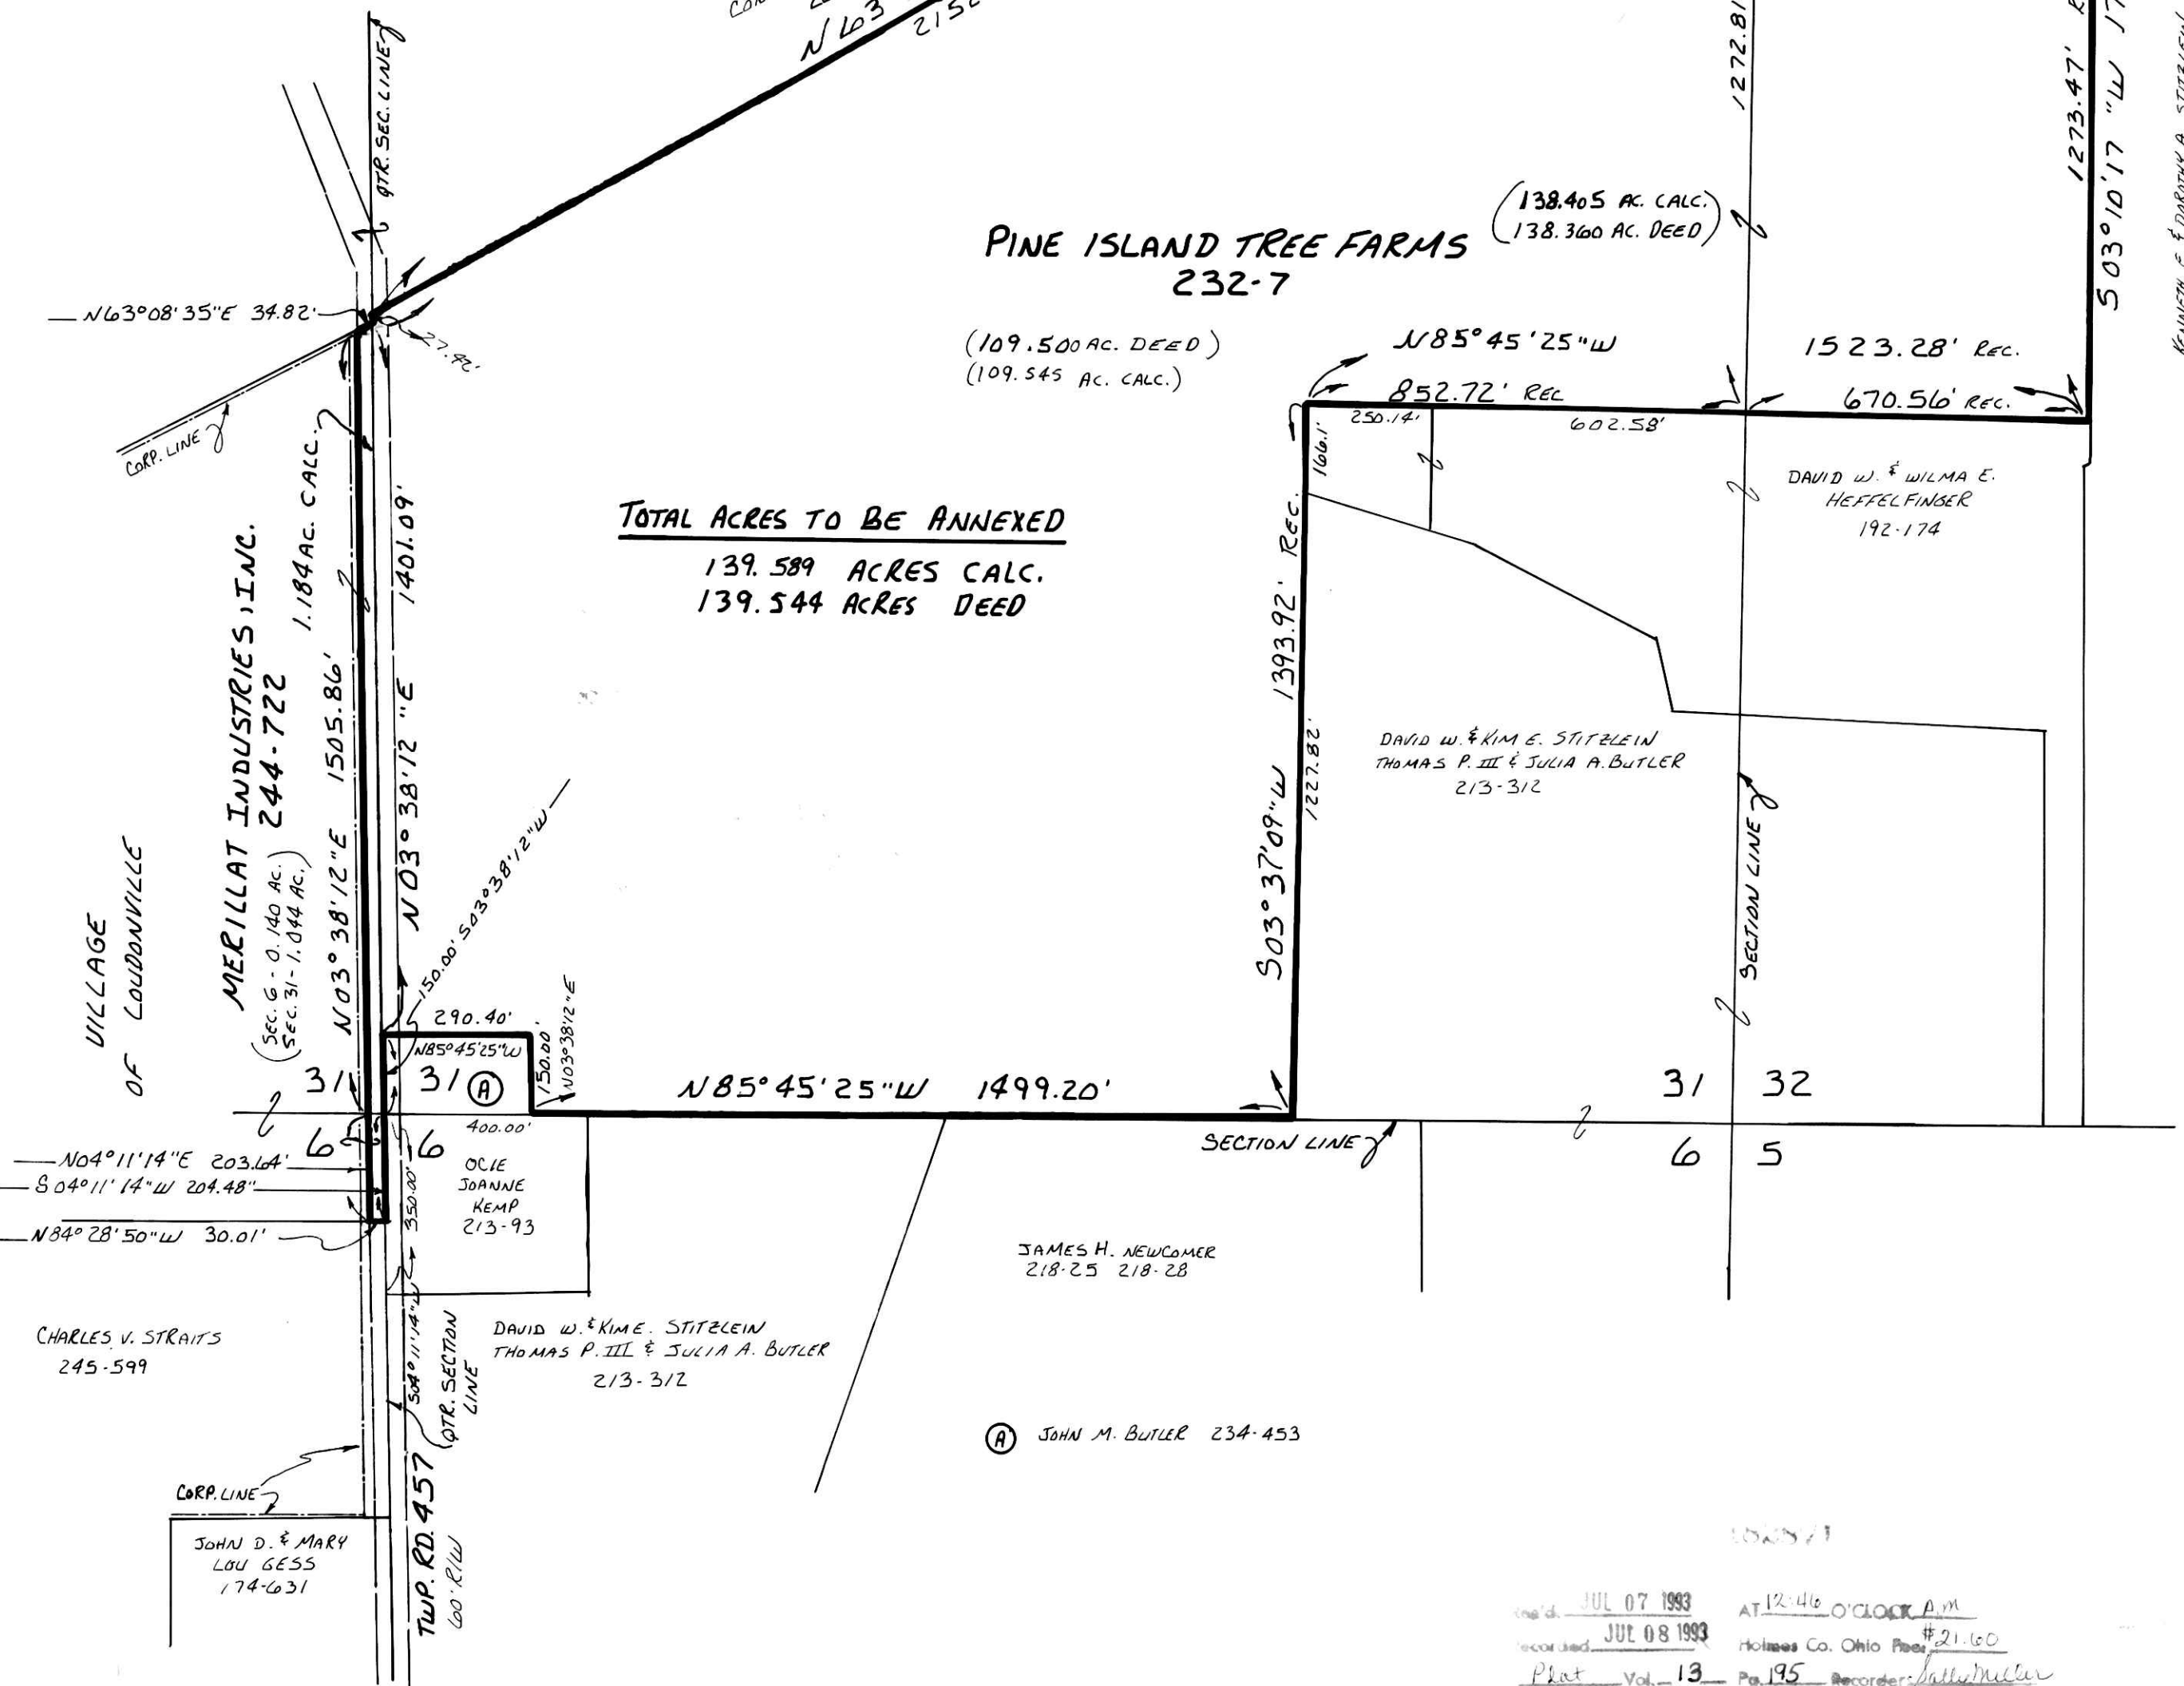 N63
2152
QTR. SEC. LINE
1272.81
1273.47' R
S 03°10'17"W 17
KENNETH E. & DOROTHY A. STITZLEIN
PINE ISLAND TREE FARMS
232-7
(138.405 AC. CALC.)
(138.360 AC. DEED)
N63°08'35"E 34.82'
27.42'
(109.500 AC. DEED)
(109.545 AC. CALC.)
N85°45'25"W
1523.28' REC.
852.72' REC
670.56' REC.
250.14'
602.58'
166.1'
CORP. LINE
DAVID W. & WILMA E.
HEFFELFINGER
192-174
TOTAL ACRES TO BE ANNEXED
139.589 ACRES CALC.
139.544 ACRES DEED
MERILLAT INDUSTRIES, INC.
244-722
1.184 AC. CALC.
(SEC. 6 - 0.140 AC.)
(SEC. 31 - 1.044 AC.)
N03°38'12"E 1505.86'
N 03°38'12"E 1401.09'
S03°37'09"W 1393.92' REC.
1227.82'
DAVID W. & KIM E. STITZLEIN
THOMAS P. III & JULIA A. BUTLER
213-312
SECTION LINE
VILLAGE
OF LOUDONVILLE
150.00' S03°38'12"W
290.40'
N85°45'25"W
150.00'
N03°38'12"E
31
31
A
N85°45'25"W 1499.20'
31
32
6
6
400.00'
SECTION LINE
6
5
N04°11'14"E 203.64'
S04°11'14"W 204.48"
N84°28'50"W 30.01'
OCIE
JOANNE
KEMP
213-93
S04°11'14"W 350.00'
JAMES H. NEWCOMER
218-25 218-28
CHARLES V. STRAITS
245-599
DAVID W. & KIM E. STITZLEIN
THOMAS P. III & JULIA A. BUTLER
213-312
QTR. SECTION
LINE
A JOHN M. BUTLER 234-453
CORP. LINE
JOHN D. & MARY
LOU GESS
174-631
TWP. RD. 457
60' R/W
JUL 07 1993 AT 12:46 O'CLOCK P.M
JUL 08 1993 Holmes Co. Ohio Fee: $21.60
Plat Vol. 13 Pg. 195 Recorder: Sally Miller